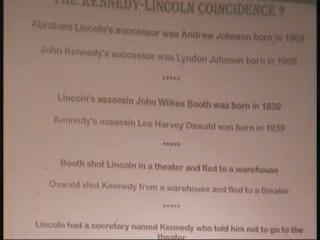 THE KENNEDY-LINCOLN COINCIDENCE ?
Abraham Lincoln's successor was Andrew Johnson born in 1808
John Kennedy's successor was Lyndon Johnson born in 1908
*****
Lincoln's assassin John Wilkes Booth was born in 1839
Kennedy's assassin Lee Harvey Oswald was born in 1939
*****
Booth shot Lincoln in a theater and fled to a warehouse
Oswald shot Kennedy from a warehouse and fled to a theater
*****
Lincoln had a secretary named Kennedy who told him not to go to the
theater